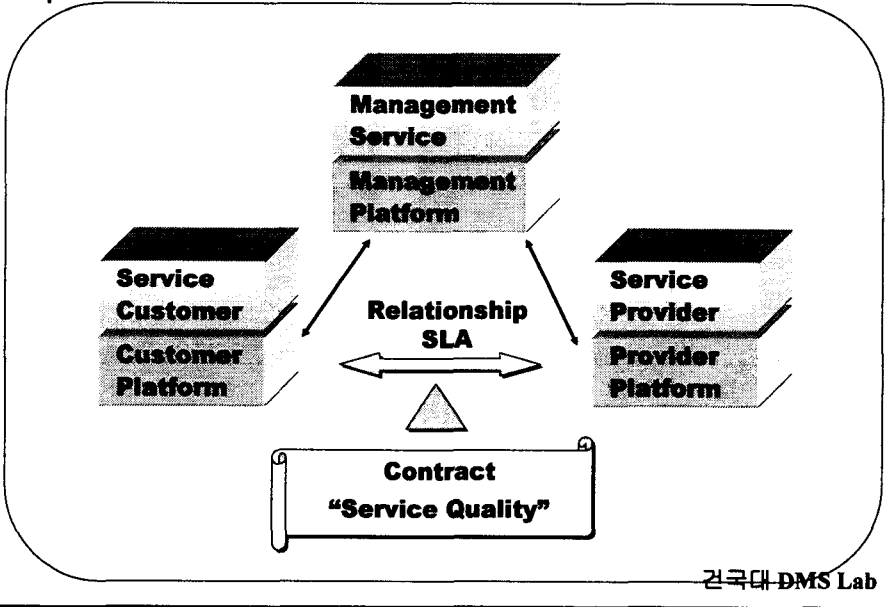 Management
Service
Management
Platform
Service
Customer
Customer
Platform
Relationship
SLA
Service
Provider
Provider
Platform
Contract
“Service Quality”
건국대 DMS Lab